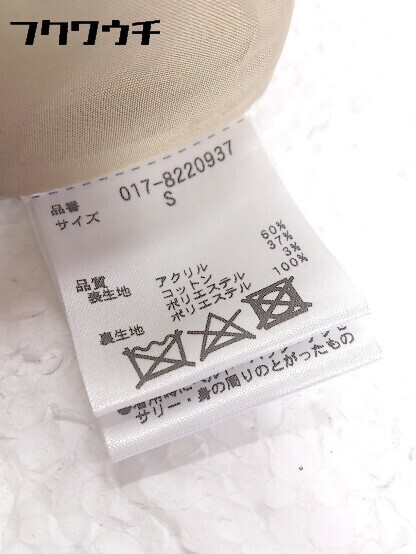 フクワウチ
品番 017-8220937
サイズ S
品質
表生地 アクリル 60%
コットン 37%
ポリエステル 3%
裏生地 ポリエステル 100%
サリー・身の周りのとがったもの